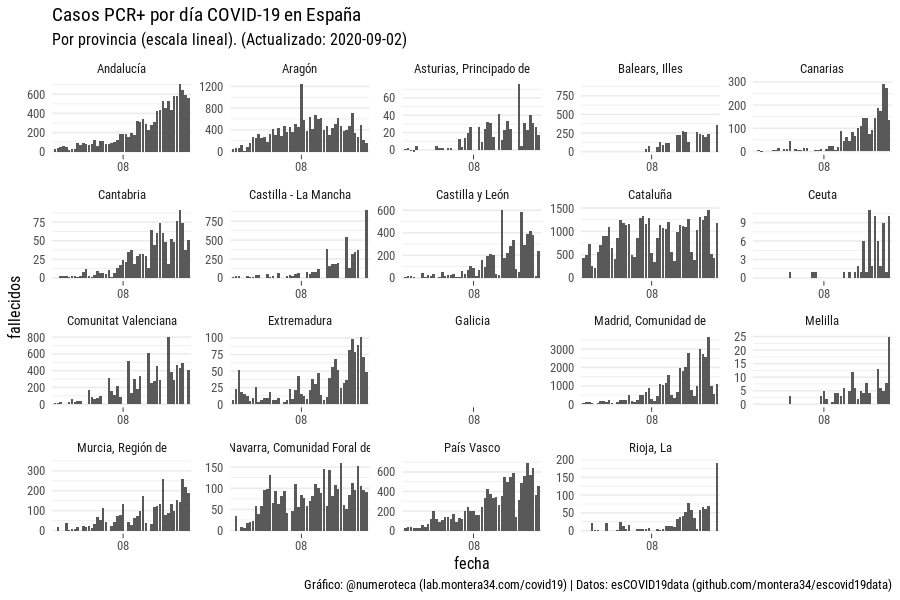 Casos PCR+ por día COVID-19 en España
Por provincia (escala lineal). (Actualizado: 2020-09-02)
Andalucía Aragón Asturias, Principado de Balears, Illes Canarias
600 400 200 0 08
1200 800 400 0 08
60 40 20 0 08
750 500 250 0 08
300 200 100 0 08
Cantabria Castilla - La Mancha Castilla y León Cataluña Ceuta
75 50 25 0 08
750 500 250 0 08
600 400 200 0 08
1500 1000 500 0 08
9 6 3 0 08
fallecidos
Comunitat Valenciana Extremadura Galicia Madrid, Comunidad de Melilla
800 600 400 200 0 08
100 75 50 25 0 08
08
3000 2000 1000 0 08
25 20 15 10 5 0 08
Murcia, Región de Navarra, Comunidad Foral de País Vasco Rioja, La
300 200 100 0 08
150 100 50 0 08
600 400 200 0 08
200 150 100 50 0 08
fecha
Gráfico: @numeroteca (lab.montera34.com/covid19) | Datos: esCOVID19data (github.com/montera34/escovid19data)